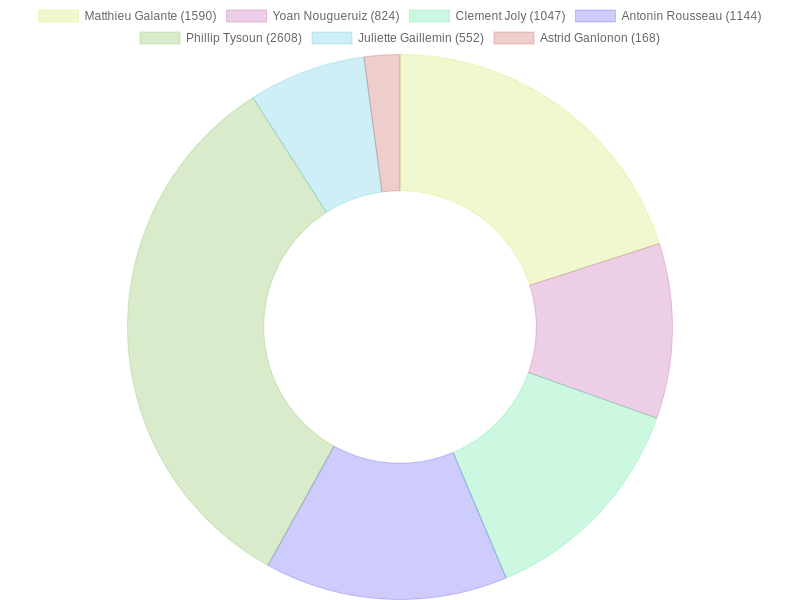 Matthieu Galante (1590) Yoan Nougueruiz (824) Clement Joly (1047) Antonin Rousseau (1144)
Phillip Tysoun (2608) Juliette Gaillemin (552) Astrid Ganlonon (168)